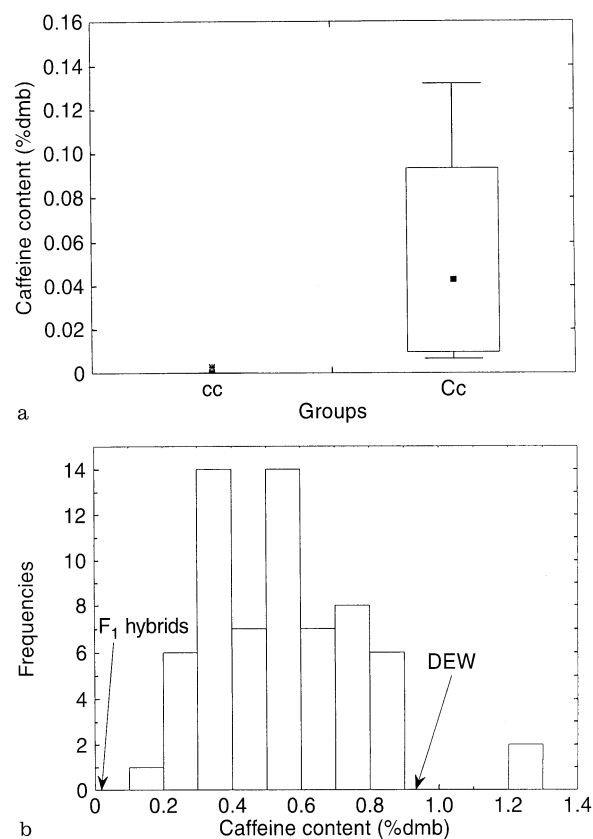 0.16
0.14
0.12
0.10
0.08
0.06
0.04
0.02
0
Caffeine content (%dmb)
cc Cc
Groups
a
14
12
10
8
6
4
2
0
Frequencies
F1 hybrids
DEW
0 0.2 0.4 0.6 0.8 1.0 1.2 1.4
Caffeine content (%dmb)
b